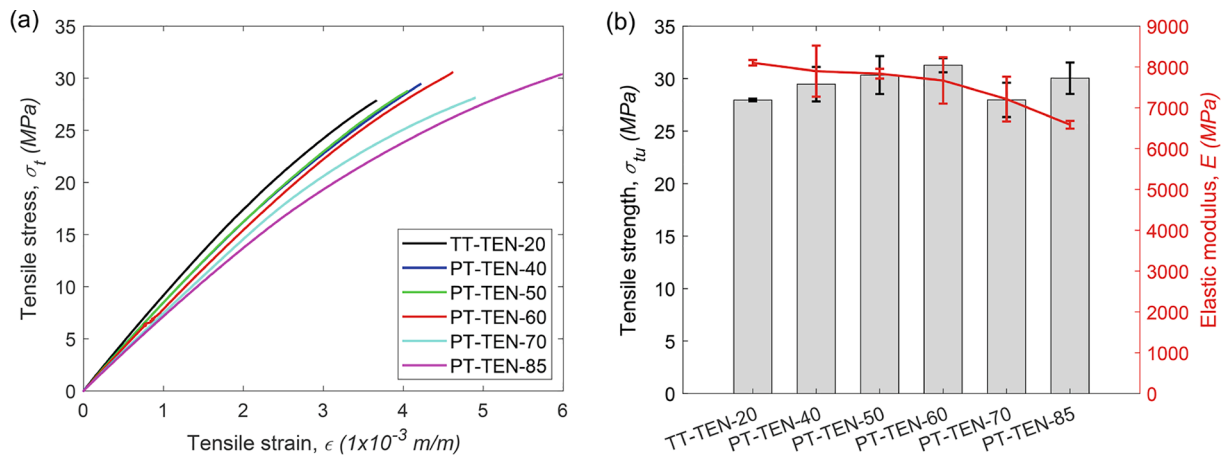 (a)
35
30
25
20
15
10
5
0
Tensile stress, σt (MPa)
0 1 2 3 4 5 6
Tensile strain, ϵ (1x10-3 m/m)
TT-TEN-20
PT-TEN-40
PT-TEN-50
PT-TEN-60
PT-TEN-70
PT-TEN-85
(b)
35
30
25
20
15
10
5
0
Tensile strength, σtu (MPa)
TT-TEN-20
PT-TEN-40
PT-TEN-50
PT-TEN-60
PT-TEN-70
PT-TEN-85
9000
8000
7000
6000
5000
4000
3000
2000
1000
0
Elastic modulus, E (MPa)